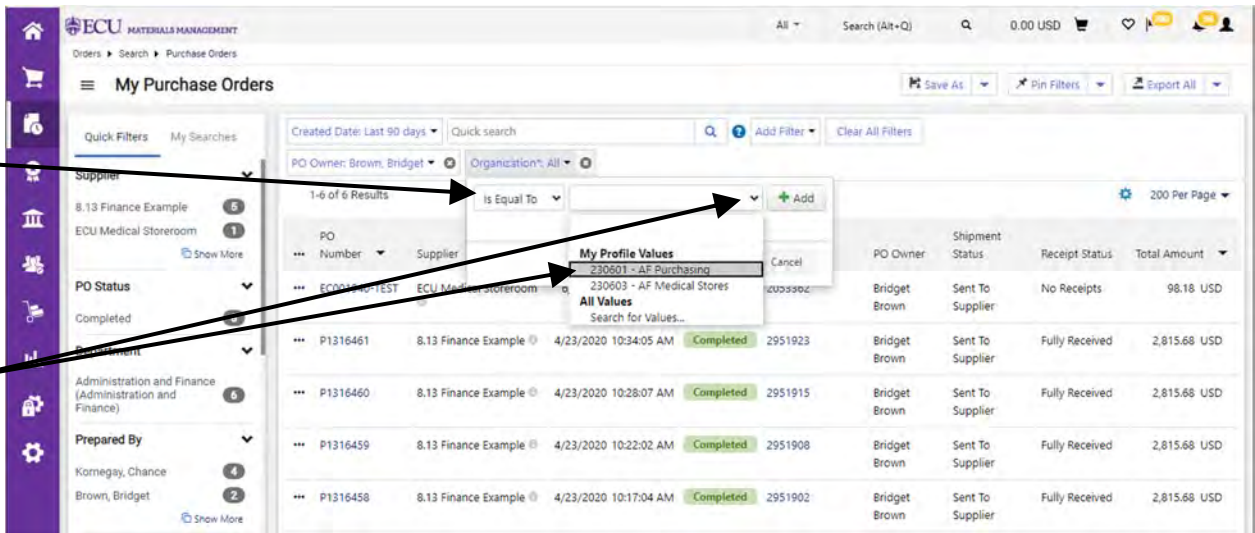 ECU MATERIALS MANAGEMENT
All
Search (Alt+Q)
0.00 USD
Orders Search Purchase Orders
My Purchase Orders
Save As
Pin Filters
Export All
Quick Filters My Searches
Created Date: Last 90 days
Quick search
Add Filter
Clear All Filters
PO Owner: Brown, Bridget
Organization*: All
Supplier
8.13 Finance Example 5
ECU Medical Storeroom 1
Show More
PO Status
Completed
Department
Administration and Finance
(Administration and
Finance) 6
Prepared By
Kornegay, Chance 4
Brown, Bridget 2
Show More
1-6 of 6 Results
200 Per Page
Is Equal To
+ Add
My Profile Values
230601 - AF Purchasing
230603 - AF Medical Stores
All Values
Search for Values...
Cancel
PO
Number
Supplier
PO Owner
Shipment
Status
Receipt Status
Total Amount
ECU Medical Storeroom
Bridget
Brown
Sent To
Supplier
No Receipts
98.18 USD
P1316461 8.13 Finance Example 4/23/2020 10:34:05 AM Completed 2951923 Bridget Brown Sent To Supplier Fully Received 2,815.68 USD
P1316460 8.13 Finance Example 4/23/2020 10:28:07 AM Completed 2951915 Bridget Brown Sent To Supplier Fully Received 2,815.68 USD
P1316459 8.13 Finance Example 4/23/2020 10:22:02 AM Completed 2951908 Bridget Brown Sent To Supplier Fully Received 2,815.68 USD
P1316458 8.13 Finance Example 4/23/2020 10:17:04 AM Completed 2951902 Bridget Brown Sent To Supplier Fully Received 2,815.68 USD